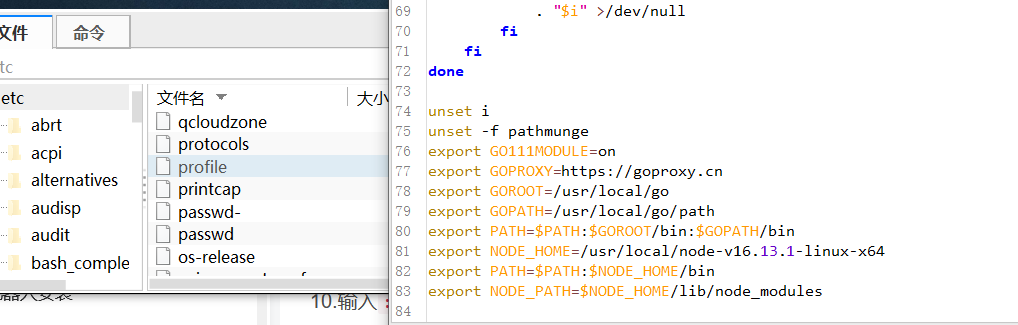 文件
命令
tc
etc
abrt
acpi
alternatives
audisp
audit
bash_comple
文件名
大小
qcloudzone
protocols
profile
printcap
passwd-
passwd
os-release
10.输入：
69 . "$i" >/dev/null
70 fi
71 fi
72 done
73
74 unset i
75 unset -f pathmunge
76 export GO111MODULE=on
77 export GOPROXY=https://goproxy.cn
78 export GOROOT=/usr/local/go
79 export GOPATH=/usr/local/go/path
80 export PATH=$PATH:$GOROOT/bin:$GOPATH/bin
81 export NODE_HOME=/usr/local/node-v16.13.1-linux-x64
82 export PATH=$PATH:$NODE_HOME/bin
83 export NODE_PATH=$NODE_HOME/lib/node_modules
84